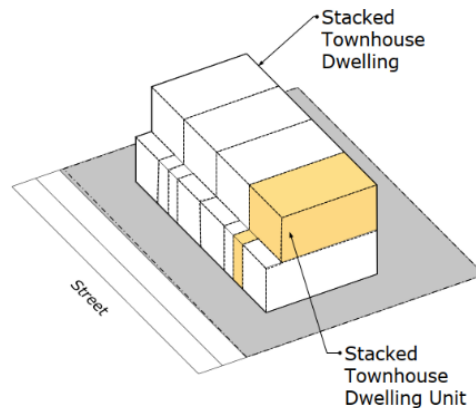 Stacked
Townhouse
Dwelling
Street
Stacked
Townhouse
Dwelling Unit